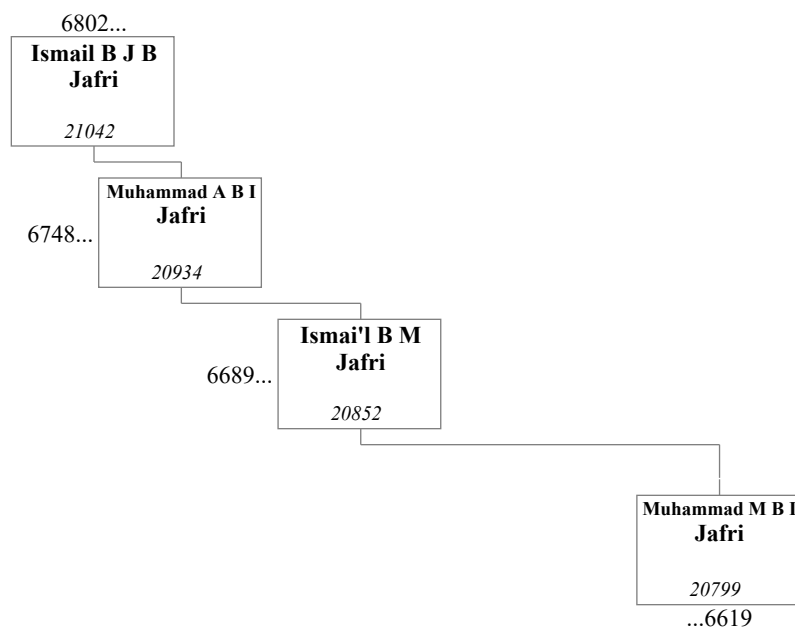 6802...
Ismail B J B
Jafri
21042
Muhammad A B I
Jafri
6748...
20934
Ismai'l B M
Jafri
6689...
20852
Muhammad M B I
Jafri
20799
...6619